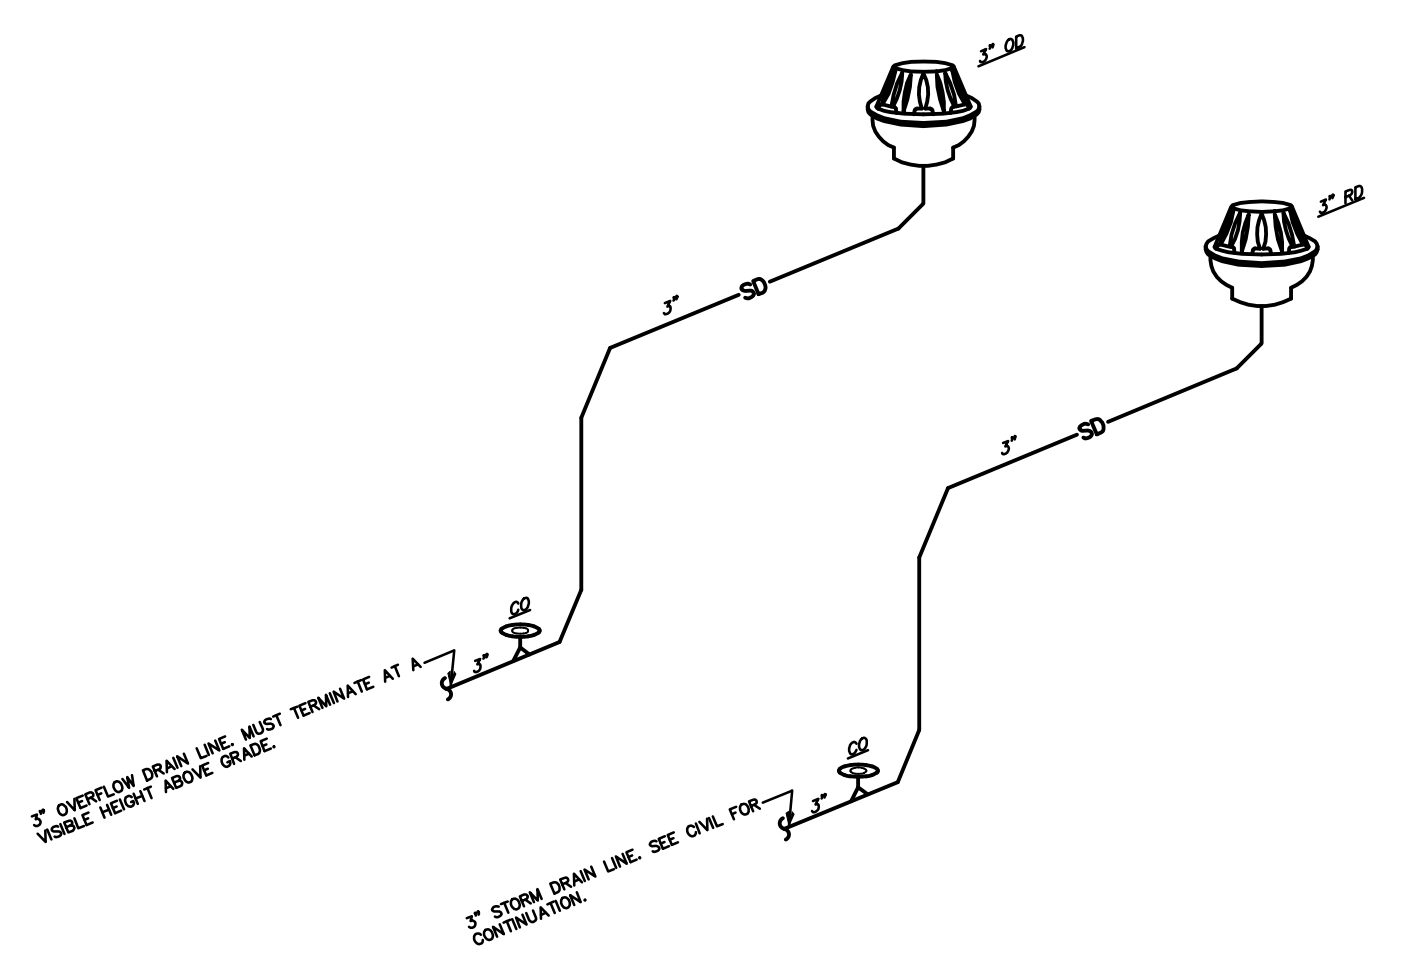 3" OD
3" RD
SD
3"
SD
3"
CO
3"
3" OVERFLOW DRAIN LINE. MUST TERMINATE AT A
VISIBLE HEIGHT ABOVE GRADE.
CO
3"
3" STORM DRAIN LINE. SEE CIVIL FOR
CONTINUATION.